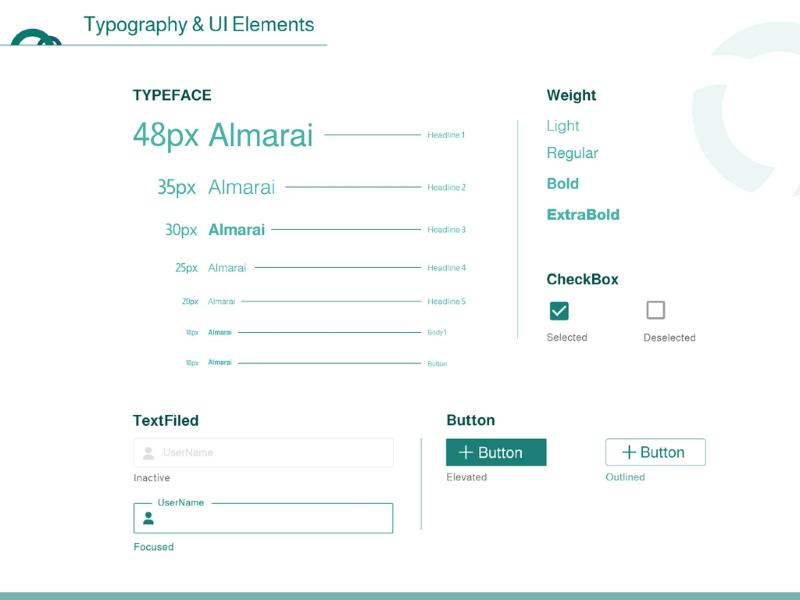 Typography & UI Elements
TYPEFACE
48px Almarai Headline 1
35px Almarai Headline 2
30px Almarai Headline 3
25px Almarai Headline 4
20px Almarai Headline 5
18px Almarai Body 1
18px Almarai Button
Weight
Light
Regular
Bold
ExtraBold
CheckBox
Selected Deselected
TextFiled
UserName
Inactive
UserName
Focused
Button
+ Button + Button
Elevated Outlined